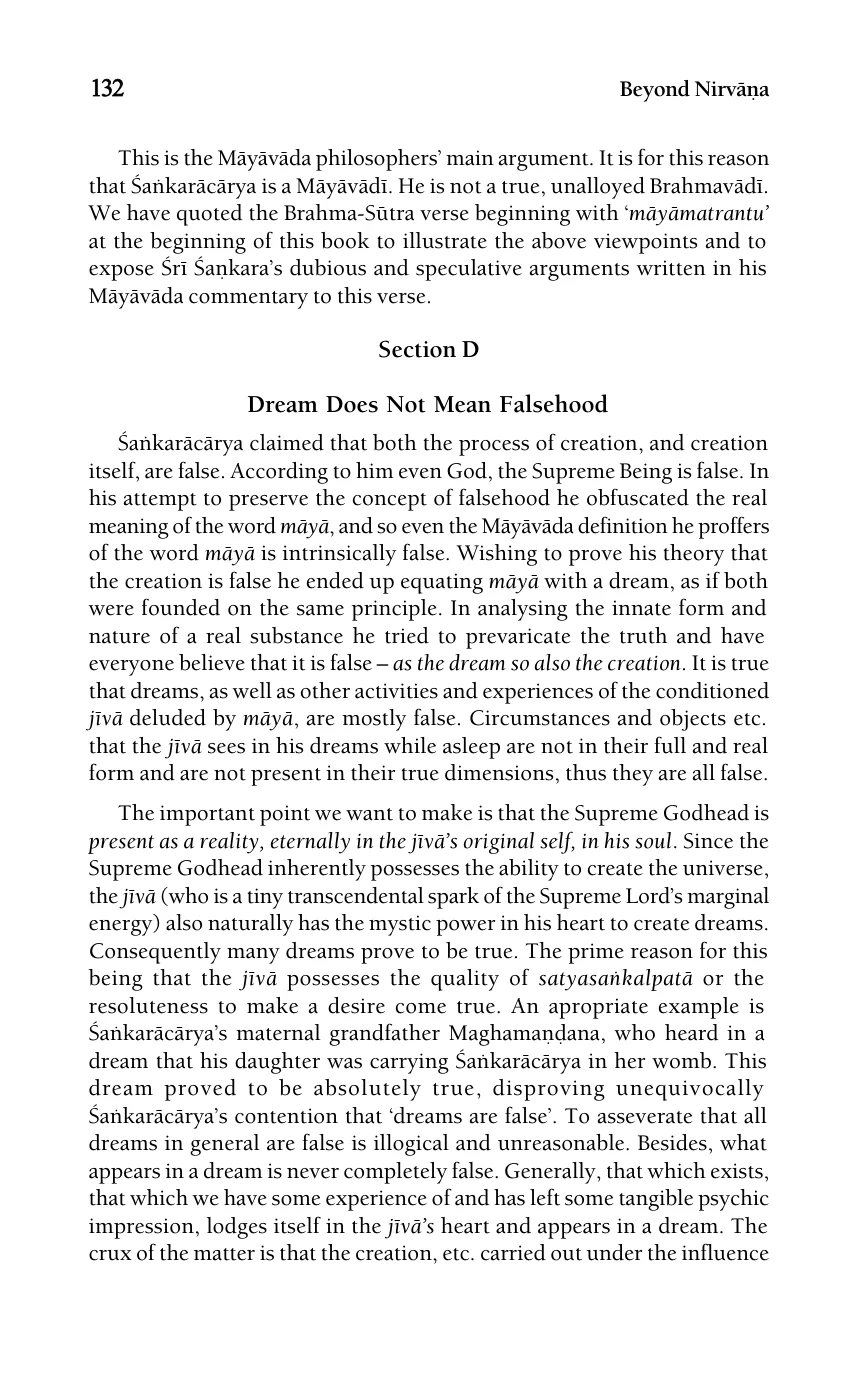 132 Beyond Nirvāṇa
This is the Māyāvāda philosophers’ main argument. It is for this reason
that Śaṅkarācārya is a Māyāvādī. He is not a true, unalloyed Brahmavādī.
We have quoted the Brahma-Sūtra verse beginning with ‘māyāmatrantu’
at the beginning of this book to illustrate the above viewpoints and to
expose Śrī Śaṇkara’s dubious and speculative arguments written in his
Māyāvāda commentary to this verse.
Section D
Dream Does Not Mean Falsehood
Śaṅkarācārya claimed that both the process of creation, and creation
itself, are false. According to him even God, the Supreme Being is false. In
his attempt to preserve the concept of falsehood he obfuscated the real
meaning of the word māyā, and so even the Māyāvāda definition he proffers
of the word māyā is intrinsically false. Wishing to prove his theory that
the creation is false he ended up equating māyā with a dream, as if both
were founded on the same principle. In analysing the innate form and
nature of a real substance he tried to prevaricate the truth and have
everyone believe that it is false – as the dream so also the creation. It is true
that dreams, as well as other activities and experiences of the conditioned
jīvā deluded by māyā, are mostly false. Circumstances and objects etc.
that the jīvā sees in his dreams while asleep are not in their full and real
form and are not present in their true dimensions, thus they are all false.
The important point we want to make is that the Supreme Godhead is
present as a reality, eternally in the jīvā’s original self, in his soul. Since the
Supreme Godhead inherently possesses the ability to create the universe,
the jīvā (who is a tiny transcendental spark of the Supreme Lord’s marginal
energy) also naturally has the mystic power in his heart to create dreams.
Consequently many dreams prove to be true. The prime reason for this
being that the jīvā possesses the quality of satyasaṅkalpatā or the
resoluteness to make a desire come true. An apropriate example is
Śaṅkarācārya’s maternal grandfather Maghamaṇḍana, who heard in a
dream that his daughter was carrying Śaṅkarācārya in her womb. This
dream proved to be absolutely true, disproving unequivocally
Śaṅkarācārya’s contention that ‘dreams are false’. To asseverate that all
dreams in general are false is illogical and unreasonable. Besides, what
appears in a dream is never completely false. Generally, that which exists,
that which we have some experience of and has left some tangible psychic
impression, lodges itself in the jīvā’s heart and appears in a dream. The
crux of the matter is that the creation, etc. carried out under the influence